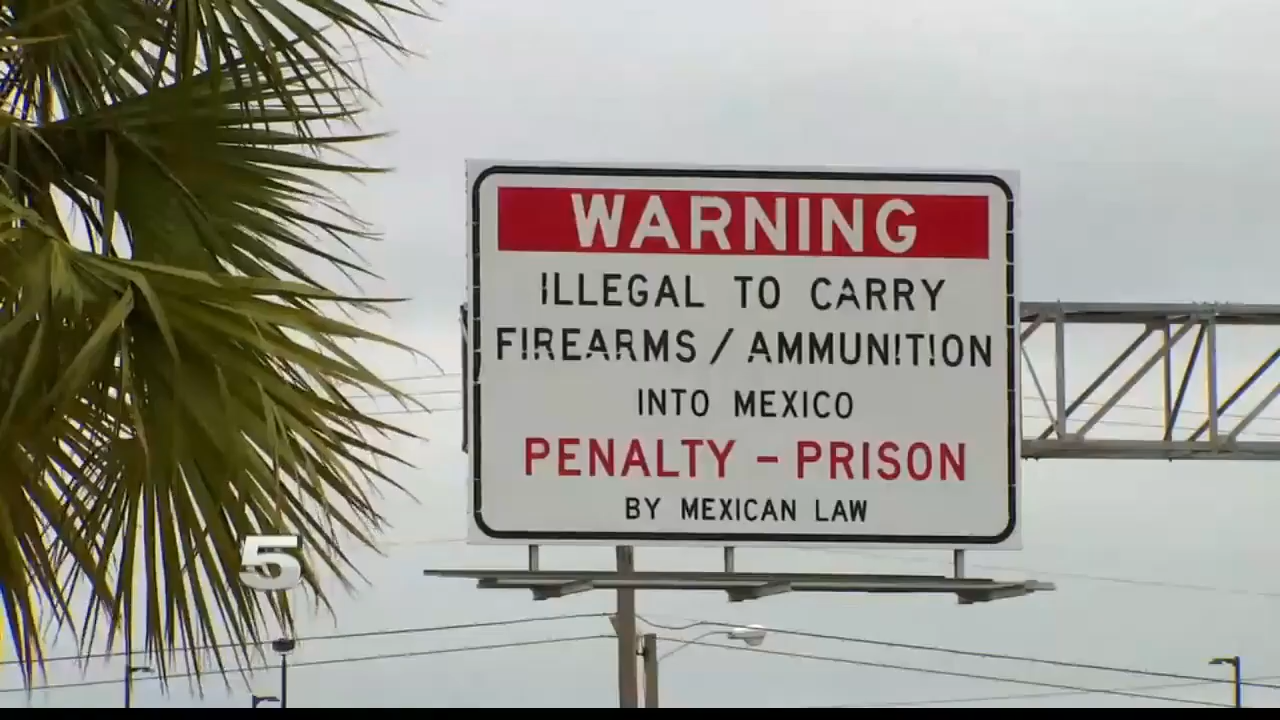 WARNING
ILLEGAL TO CARRY
FIREARMS / AMMUNITION
INTO MEXICO
PENALTY - PRISON
BY MEXICAN LAW
5